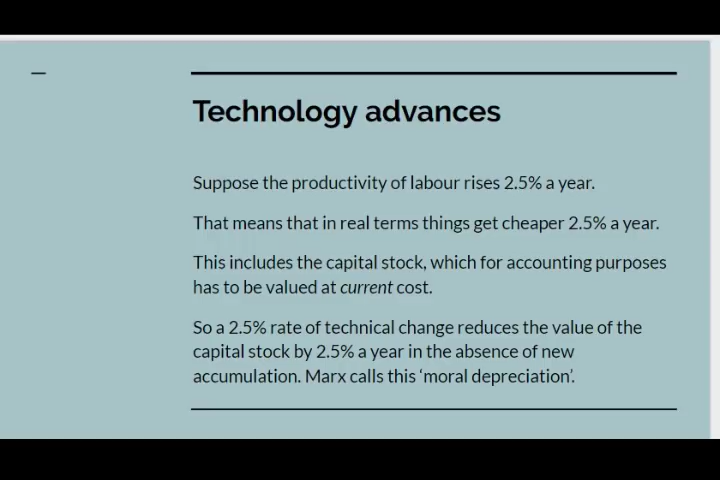 Technology advances
Suppose the productivity of labour rises 2.5% a year.
That means that in real terms things get cheaper 2.5% a year.
This includes the capital stock, which for accounting purposes
has to be valued at current cost.
So a 2.5% rate of technical change reduces the value of the
capital stock by 2.5% a year in the absence of new
accumulation. Marx calls this ‘moral depreciation’.